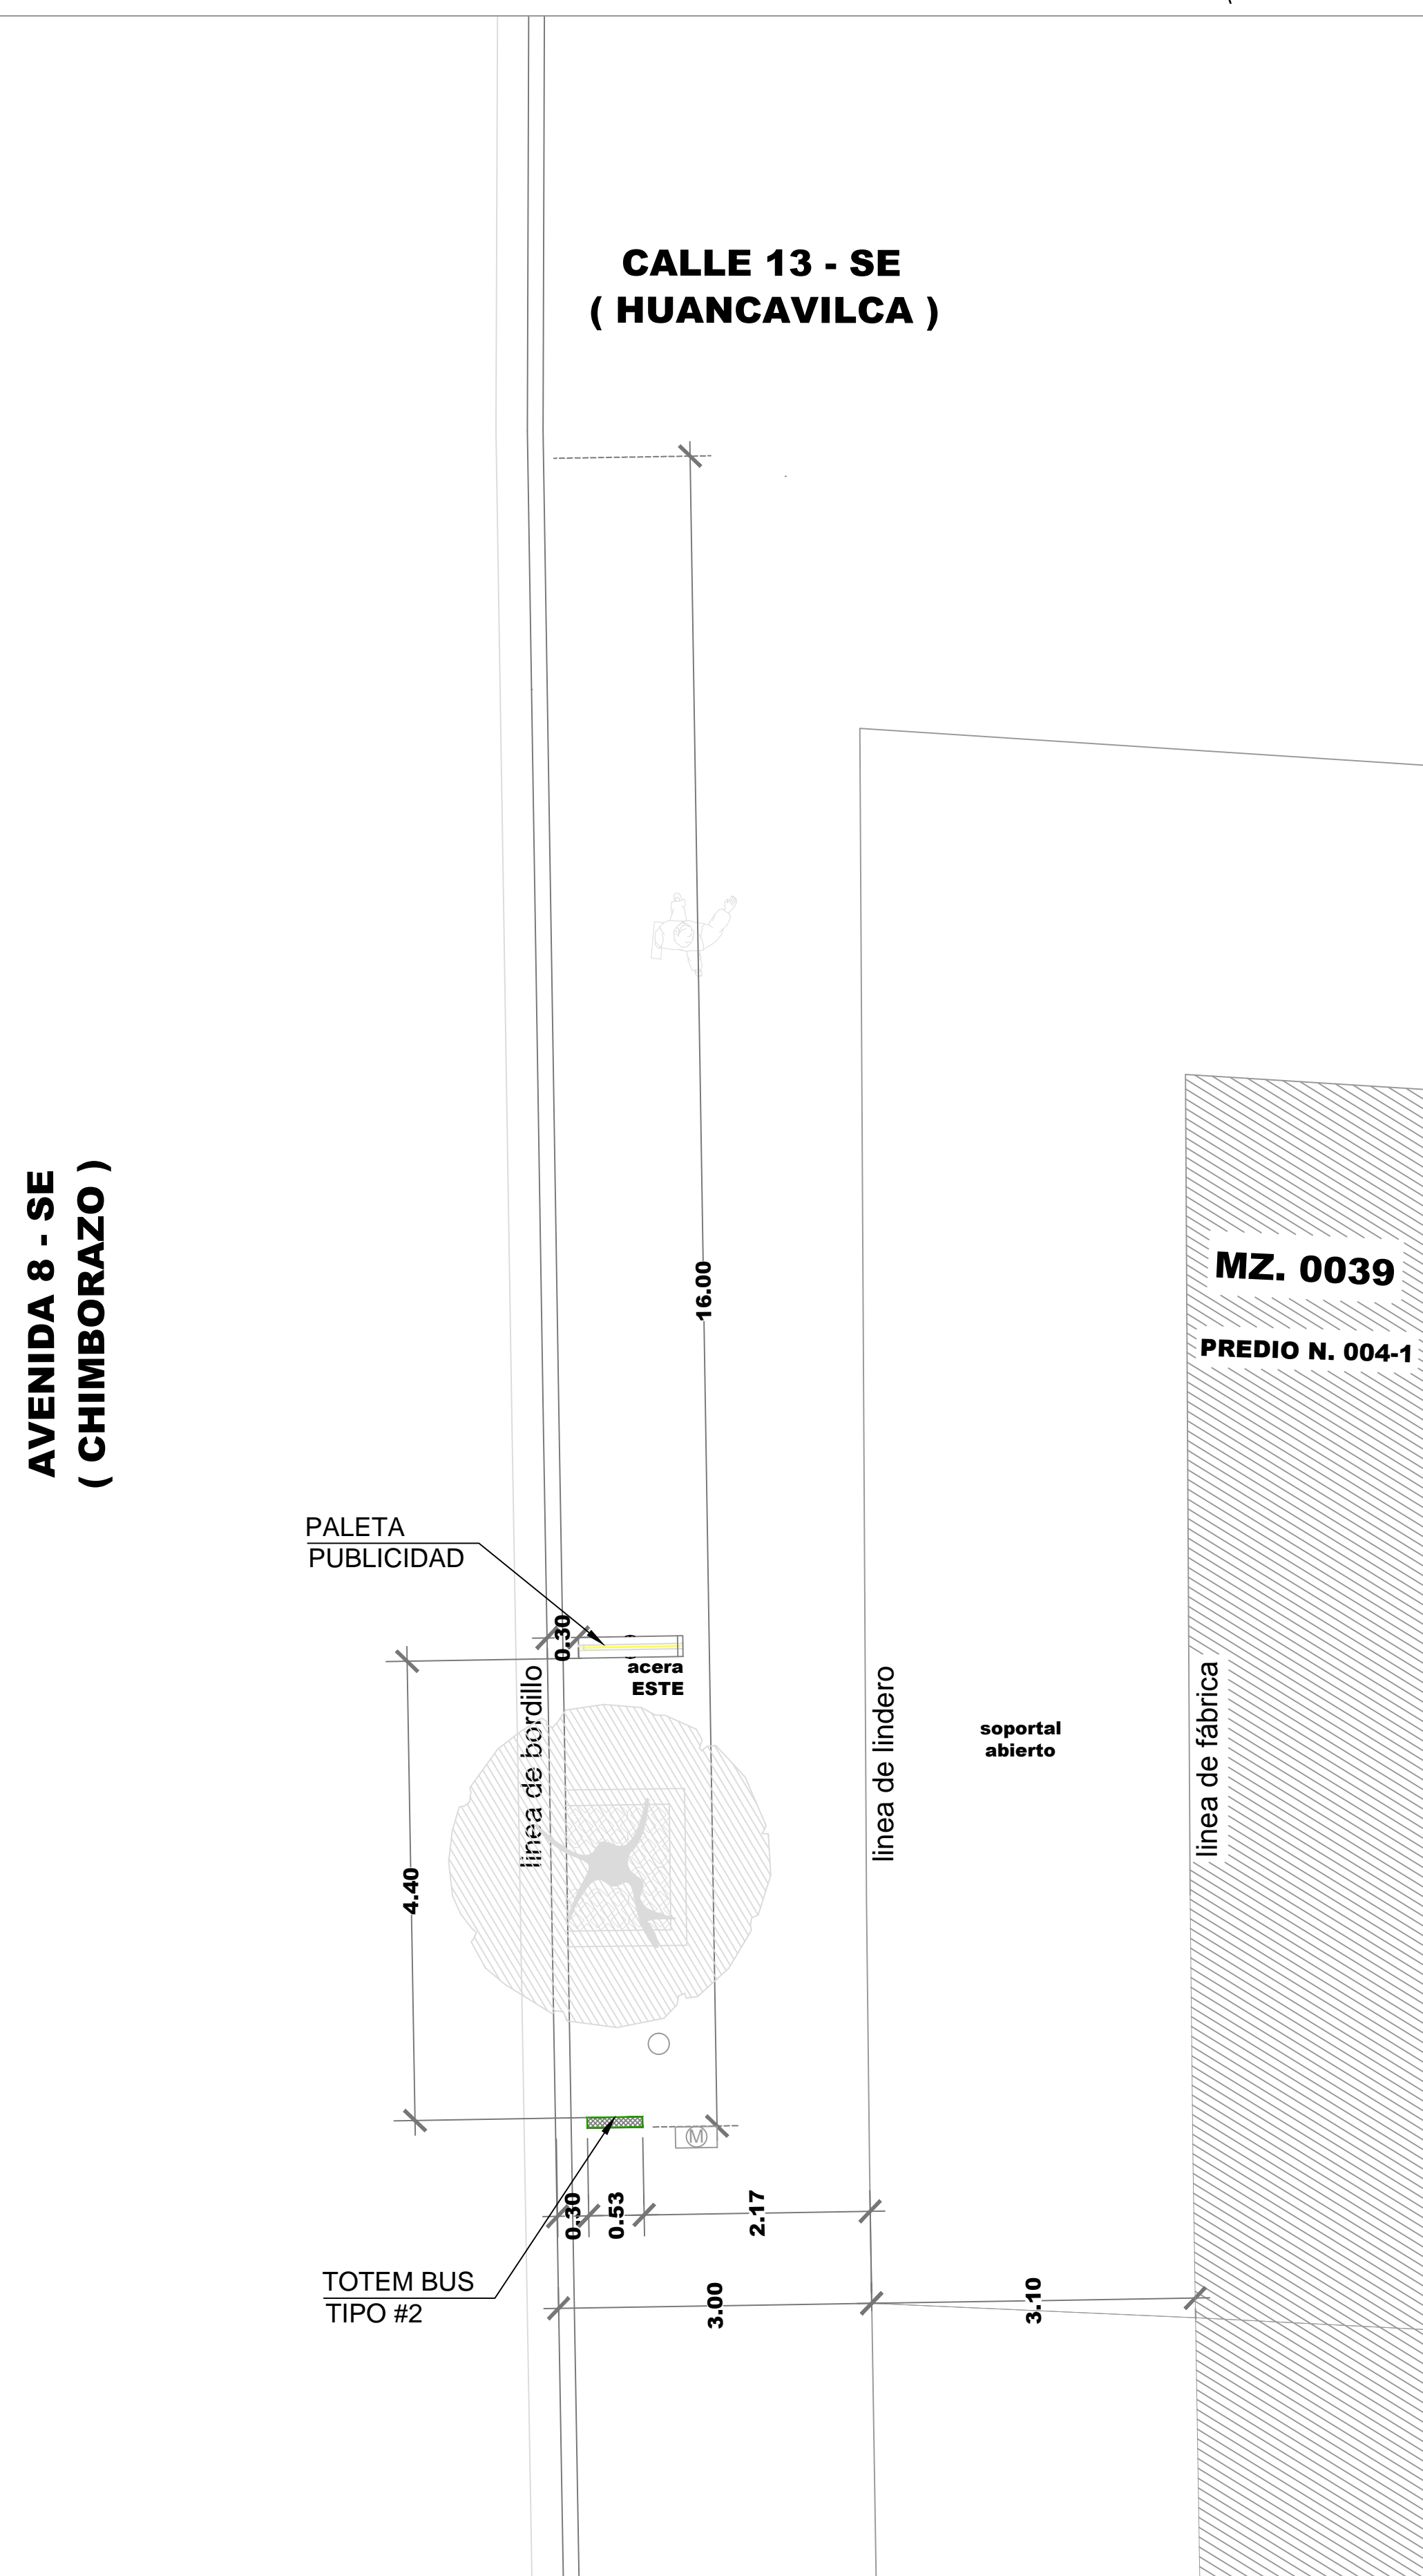 CALLE 13 - SE
( HUANCAVILCA )
AVENIDA 8 - SE
( CHIMBORAZO )
16.00
MZ. 0039
PREDIO N. 004-1
PALETA
PUBLICIDAD
0.30
acera
ESTE
linea de bordillo
linea de lindero
soportal
abierto
linea de fábrica
4.40
M
0.30
0.53
2.17
TOTEM BUS
TIPO #2
3.00
3.10